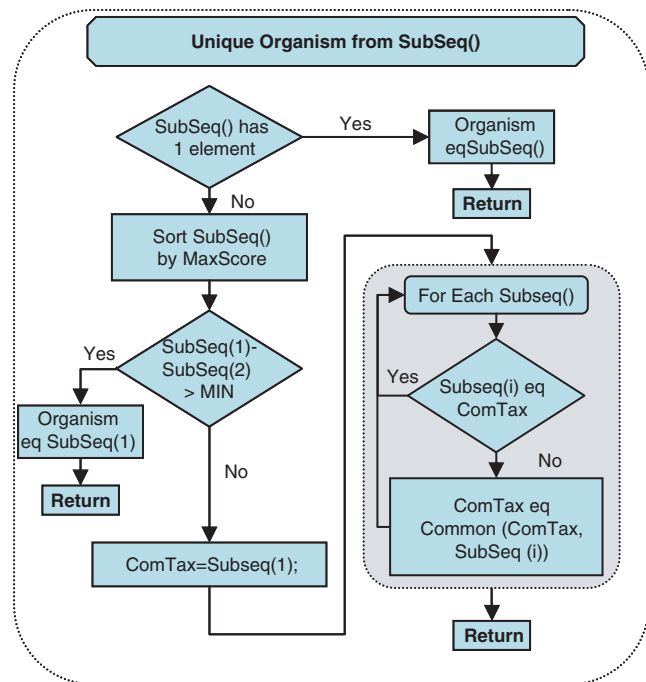 Unique Organism from SubSeq()
SubSeq() has
1 element
Yes
Organism
eqSubSeq()
Return
No
Sort SubSeq()
by MaxScore
SubSeq(1)-
SubSeq(2)
> MIN
Yes
Organism
eq SubSeq(1)
Return
No
ComTax=Subseq(1);
For Each Subseq()
Subseq(i) eq
ComTax
Yes
No
ComTax eq
Common (ComTax,
SubSeq (i))
Return